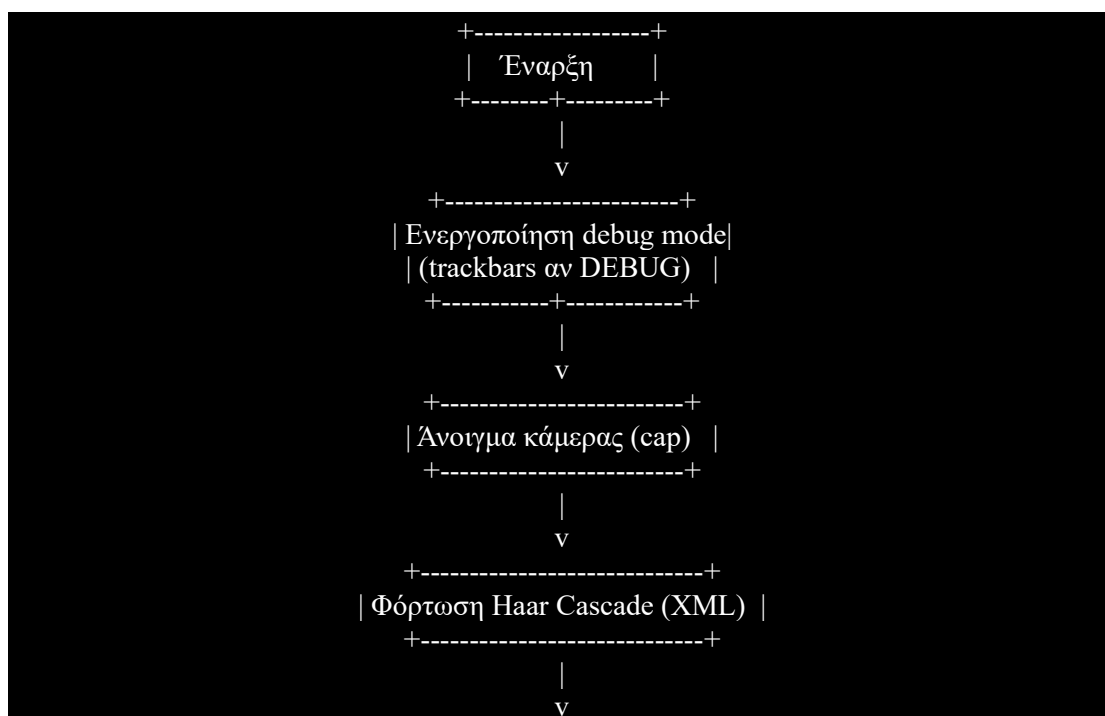 +------------------+
|    Έναρξη        |
+--------+---------+
|
v
+------------------------+
| Ενεργοποίηση debug mode|
| (trackbars αν DEBUG)   |
+-----------+------------+
|
v
+-------------------------+
| Άνοιγμα κάμερας (cap)   |
+-------------------------+
|
v
+-----------------------------+
| Φόρτωση Haar Cascade (XML)  |
+-----------------------------+
|
v